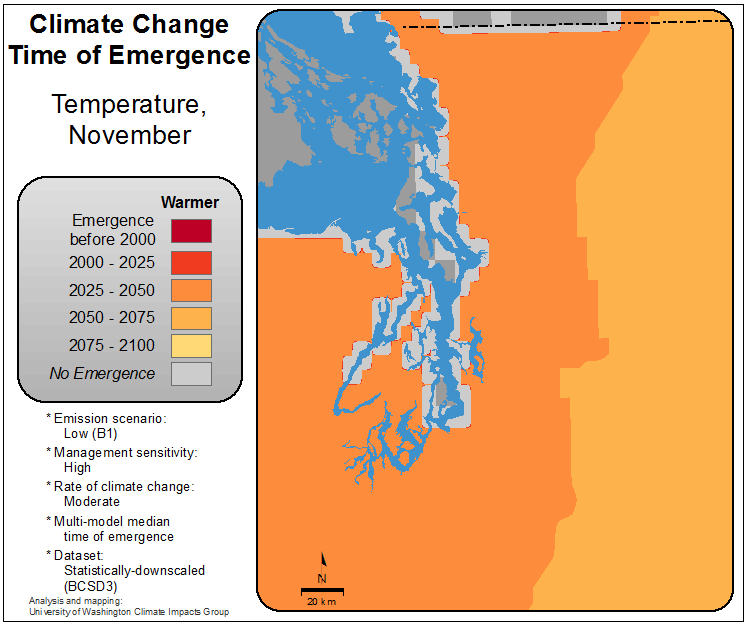 Climate Change
Time of Emergence
Temperature,
November
Warmer
Emergence
before 2000
2000 - 2025
2025 - 2050
2050 - 2075
2075 - 2100
No Emergence
* Emission scenario:
Low (B1)
* Management sensitivity:
High
* Rate of climate change:
Moderate
* Multi-model median
time of emergence
* Dataset:
Statistically-downscaled
(BCSD3)
Analysis and mapping:
University of Washington Climate Impacts Group
N
20 km